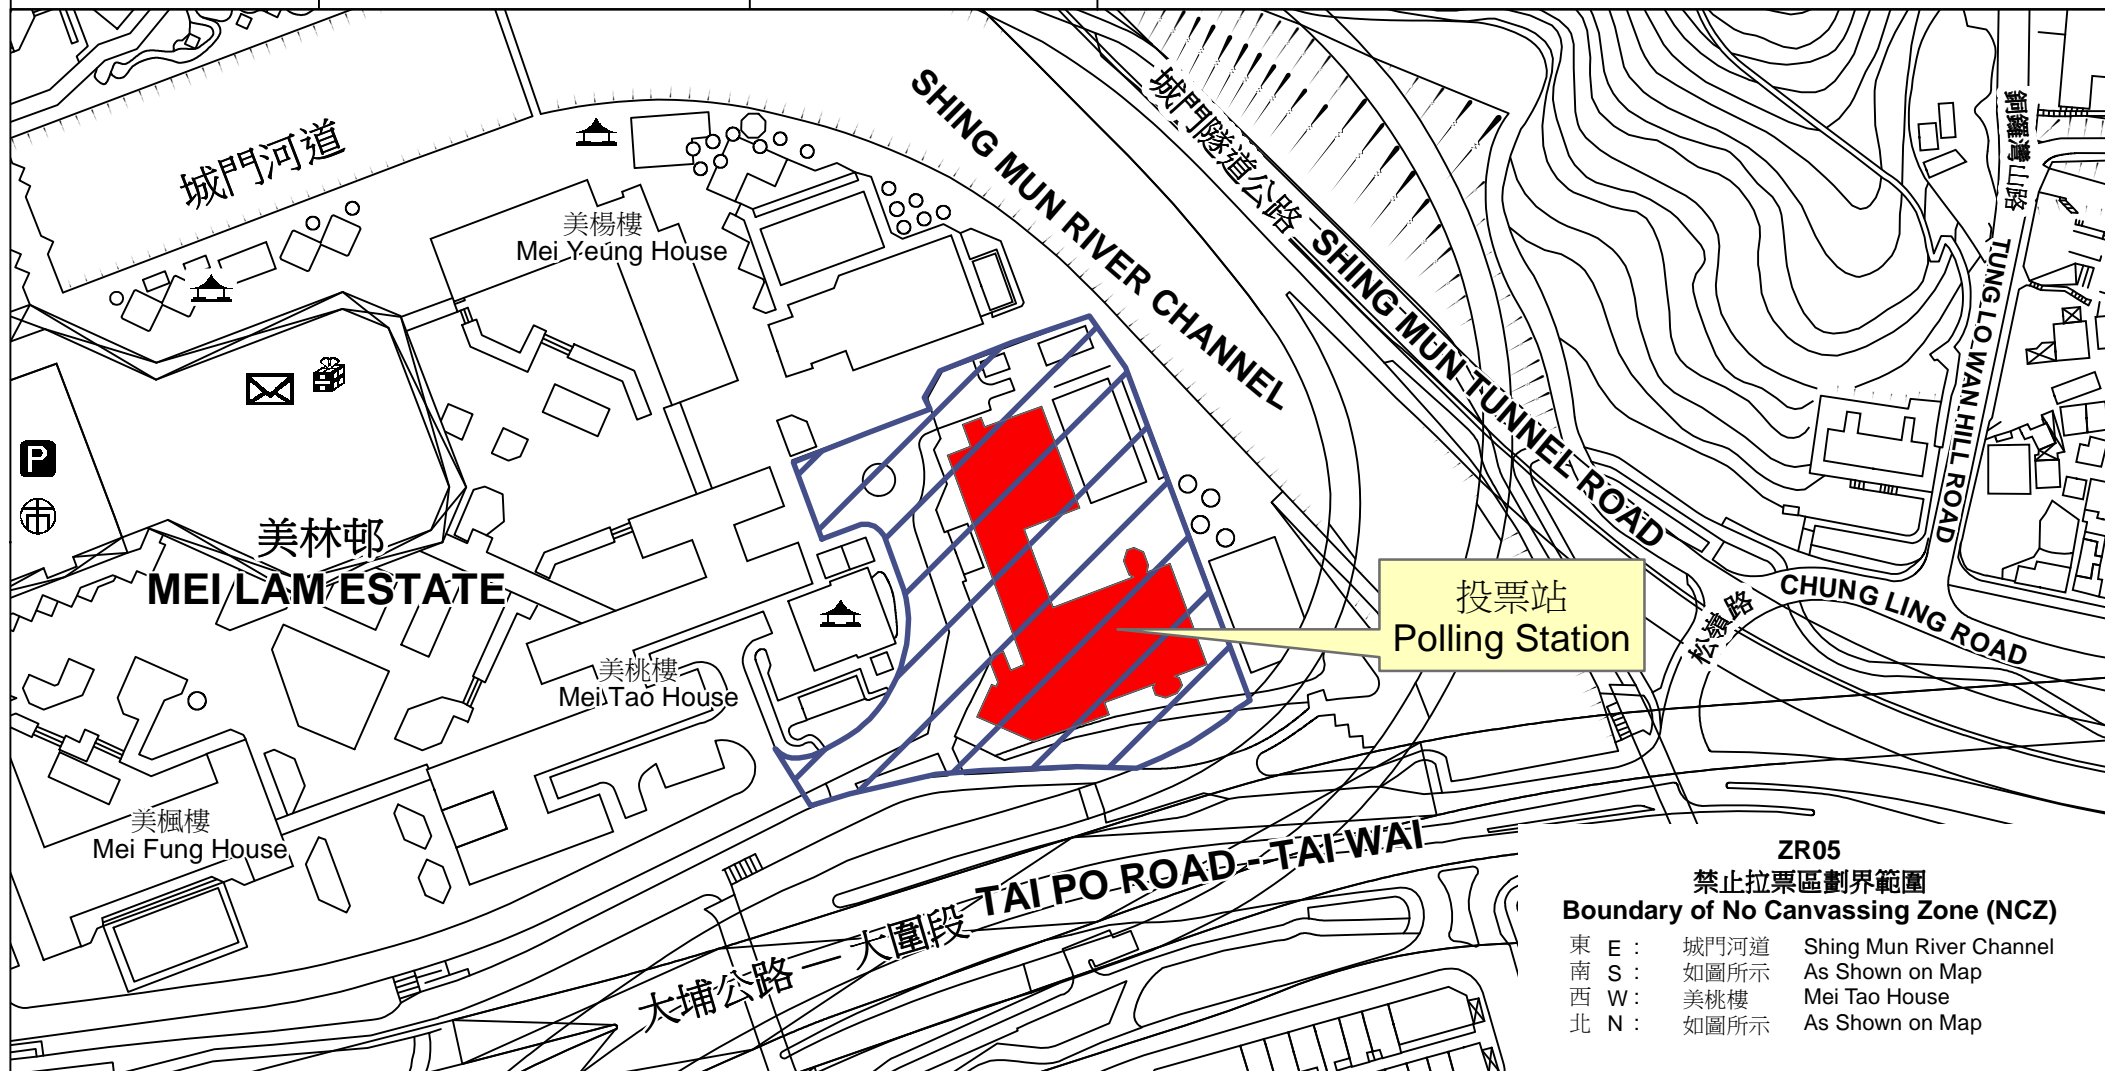 城門河道
SHING MUN RIVER CHANNEL
城門隧道公路
SHING MUN TUNNEL ROAD
銅鑼灣山路
TUNG LO WAN HILL ROAD
美楊樓
Mei Yeung House
P
美林邨
MEI LAM ESTATE
投票站
Polling Station
松嶺路
CHUNG LING ROAD
美桃樓
Mei Tao House
美楓樓
Mei Fung House
大埔公路 — 大圍段
TAI PO ROAD - TAI WAI
ZR05
禁止拉票區劃界範圍
Boundary of No Canvassing Zone (NCZ)
東 E : 城門河道 Shing Mun River Channel
南 S : 如圖所示 As Shown on Map
西 W : 美桃樓 Mei Tao House
北 N : 如圖所示 As Shown on Map